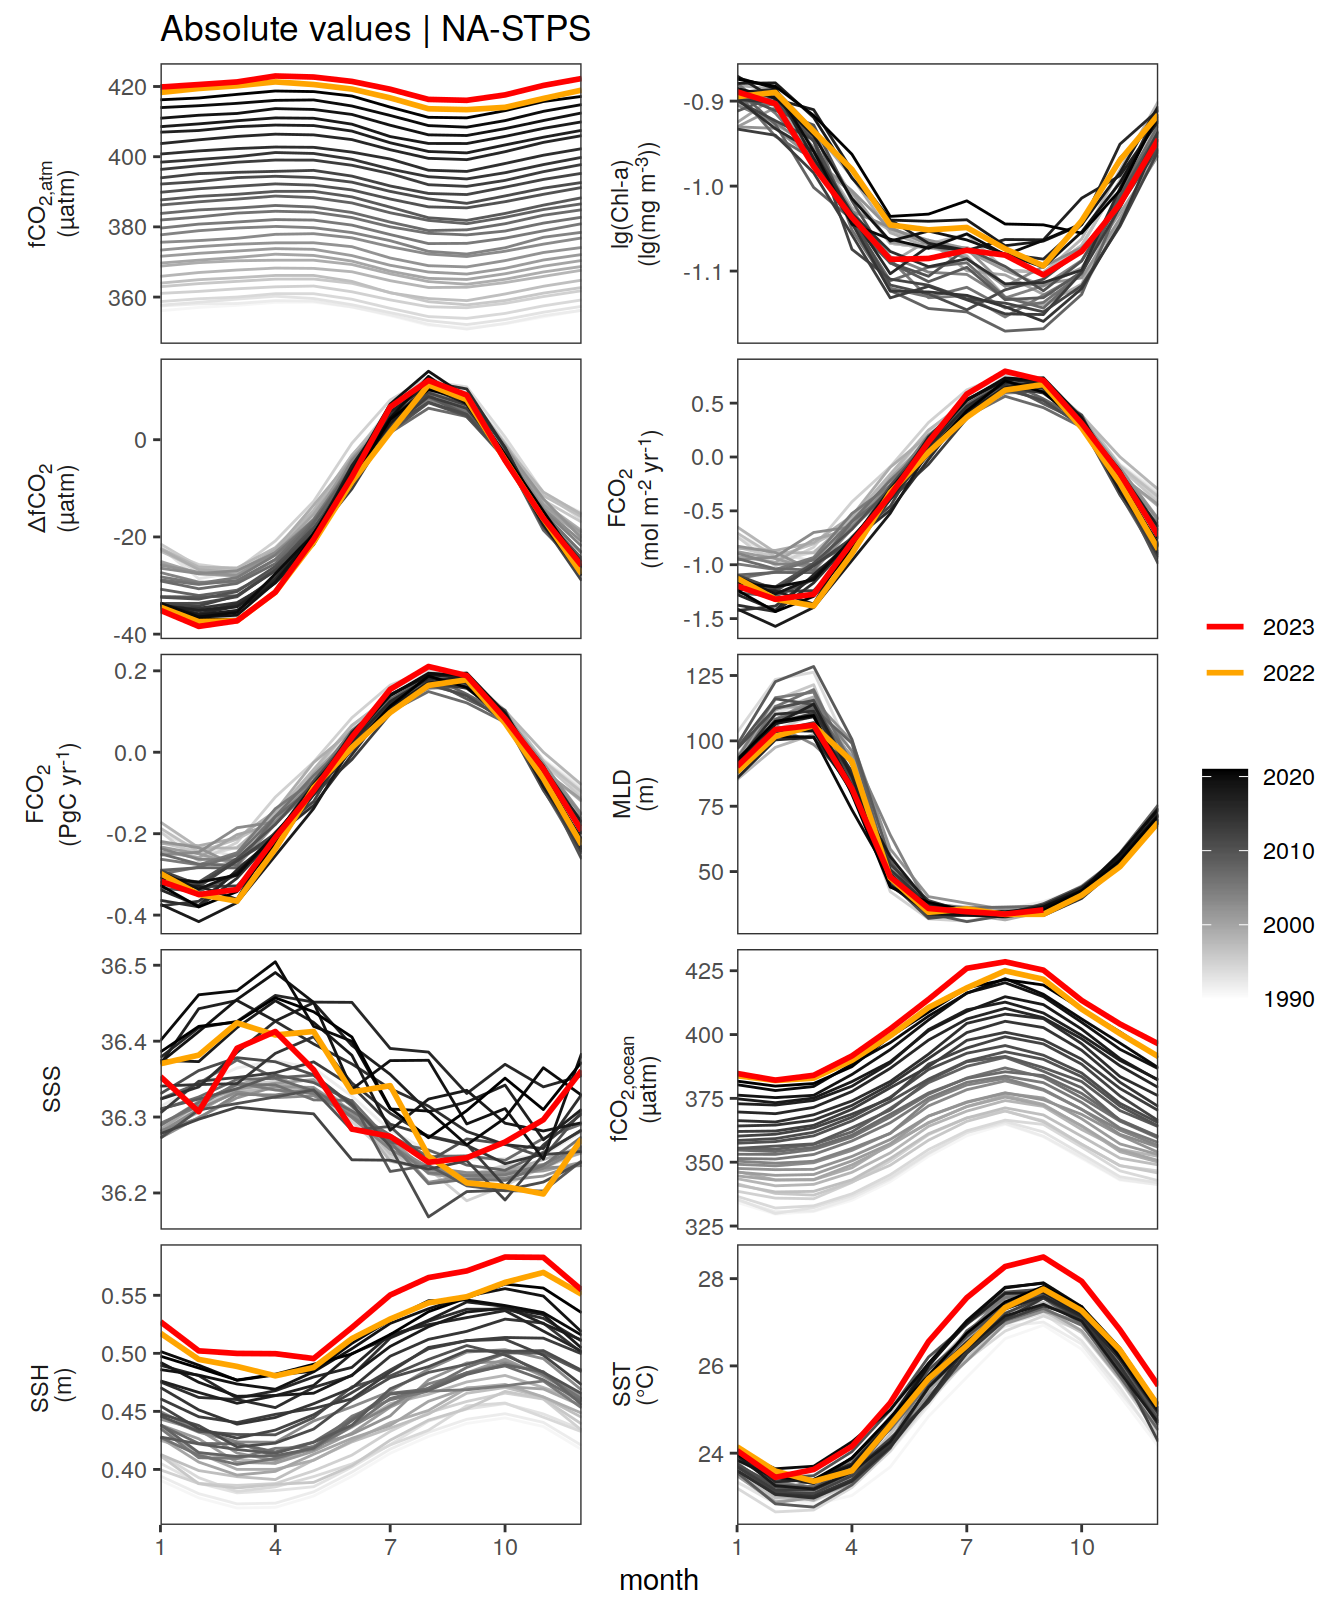 Absolute values | NA-STPS
fCO2,atm
(µatm)
420
400
380
360
lg(Chl-a)
(lg(mg m-3))
-0.9
-1.0
-1.1
ΔfCO2
(µatm)
0
-20
-40
FCO2
(mol m-2 yr-1)
0.5
0.0
-0.5
-1.0
-1.5
FCO2
(PgC yr-1)
0.2
0.0
-0.2
-0.4
MLD
(m)
125
100
75
50
SSS
36.5
36.4
36.3
36.2
fCO2,ocean
(µatm)
425
400
375
350
325
SSH
(m)
0.55
0.50
0.45
0.40
SST
(°C)
28
26
24
1 4 7 10
1 4 7 10
month
2023
2022
2020
2010
2000
1990